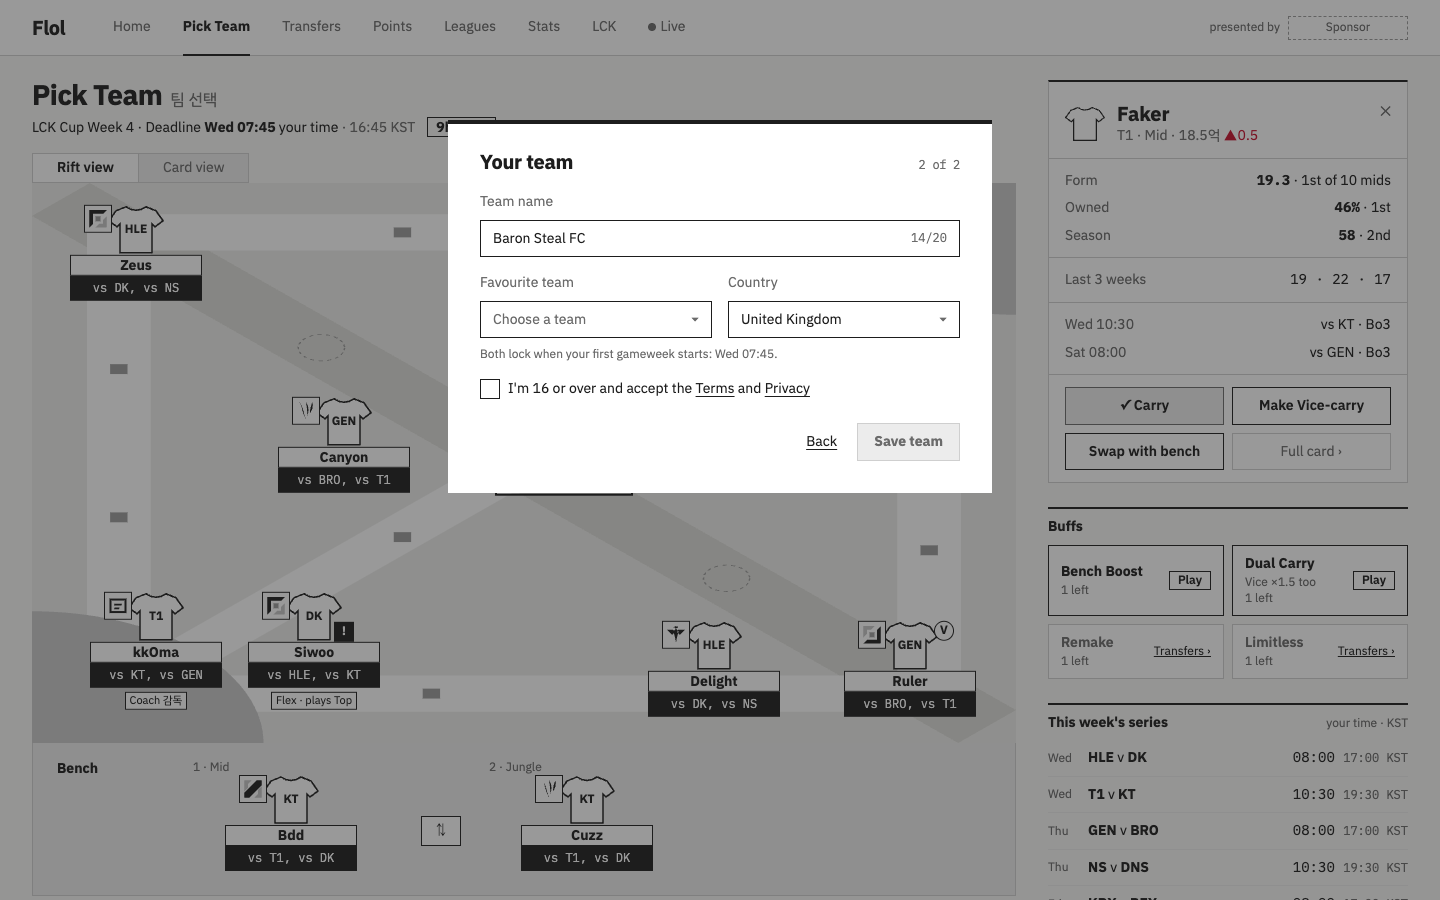 Flol
Home
Pick Team
Transfers
Points
Leagues
Stats
LCK
Live
presented by
Sponsor
Pick Team 팀 선택
LCK Cup Week 4 · Deadline Wed 07:45 your time · 16:45 KST
Rift view
Card view
HLE
Zeus
vs DK, vs NS
GEN
Canyon
vs BRO, vs T1
T1
kkOma
vs KT, vs GEN
Coach 감독
DK
!
Siwoo
vs HLE, vs KT
Flex · plays Top
HLE
Delight
vs DK, vs NS
GEN
V
Ruler
vs BRO, vs T1
Bench
1 · Mid
KT
Bdd
vs T1, vs DK
2 · Jungle
KT
Cuzz
vs T1, vs DK
Your team
2 of 2
Team name
Baron Steal FC
14/20
Favourite team
Country
Choose a team
United Kingdom
Both lock when your first gameweek starts: Wed 07:45.
I'm 16 or over and accept the Terms and Privacy
Back
Save team
Faker
T1 · Mid · 18.5억 ▲0.5
Form
19.3 · 1st of 10 mids
Owned
46% · 1st
Season
58 · 2nd
Last 3 weeks
19 · 22 · 17
Wed 10:30
vs KT · Bo3
Sat 08:00
vs GEN · Bo3
✓ Carry
Make Vice-carry
Swap with bench
Full card ›
Buffs
Bench Boost
1 left
Play
Dual Carry
Vice ×1.5 too
1 left
Play
Remake
1 left
Transfers ›
Limitless
1 left
Transfers ›
This week's series
your time · KST
Wed HLE v DK 08:00 17:00 KST
Wed T1 v KT 10:30 19:30 KST
Thu GEN v BRO 08:00 17:00 KST
Thu NS v DNS 10:30 19:30 KST